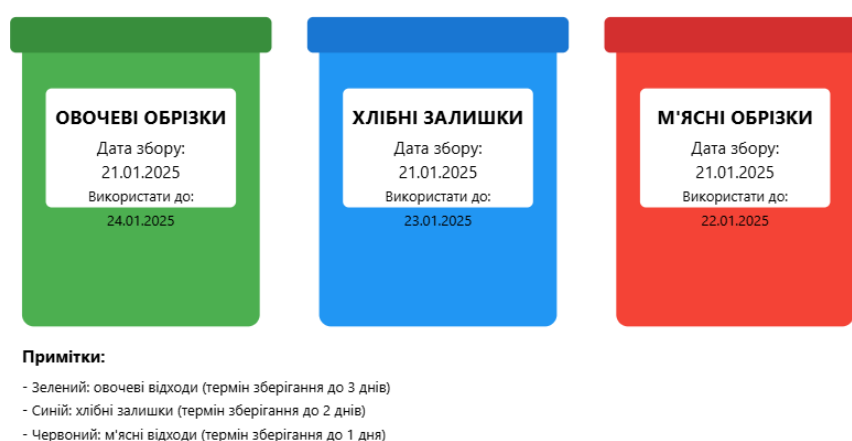 ОВОЧЕВІ ОБРІЗКИ
Дата збору:
21.01.2025
Використати до:
24.01.2025
ХЛІБНІ ЗАЛИШКИ
Дата збору:
21.01.2025
Використати до:
23.01.2025
М'ЯСНІ ОБРІЗКИ
Дата збору:
21.01.2025
Використати до:
22.01.2025
Примітки:
- Зелений: овочеві відходи (термін зберігання до 3 днів)
- Синій: хлібні залишки (термін зберігання до 2 днів)
- Червоний: м'ясні відходи (термін зберігання до 1 дня)